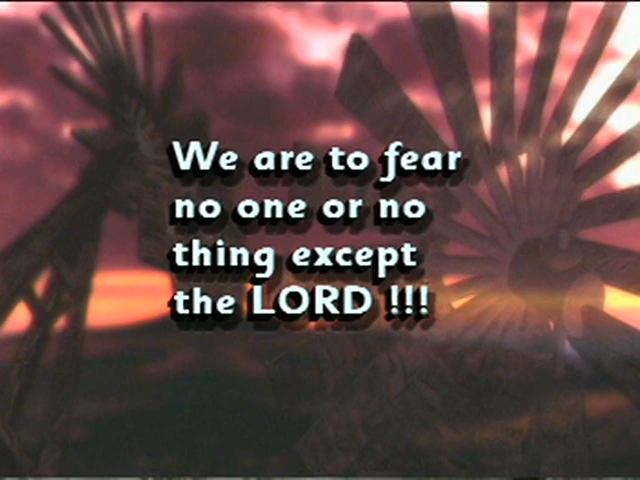 We are to fear
no one or no
thing except
the LORD !!!